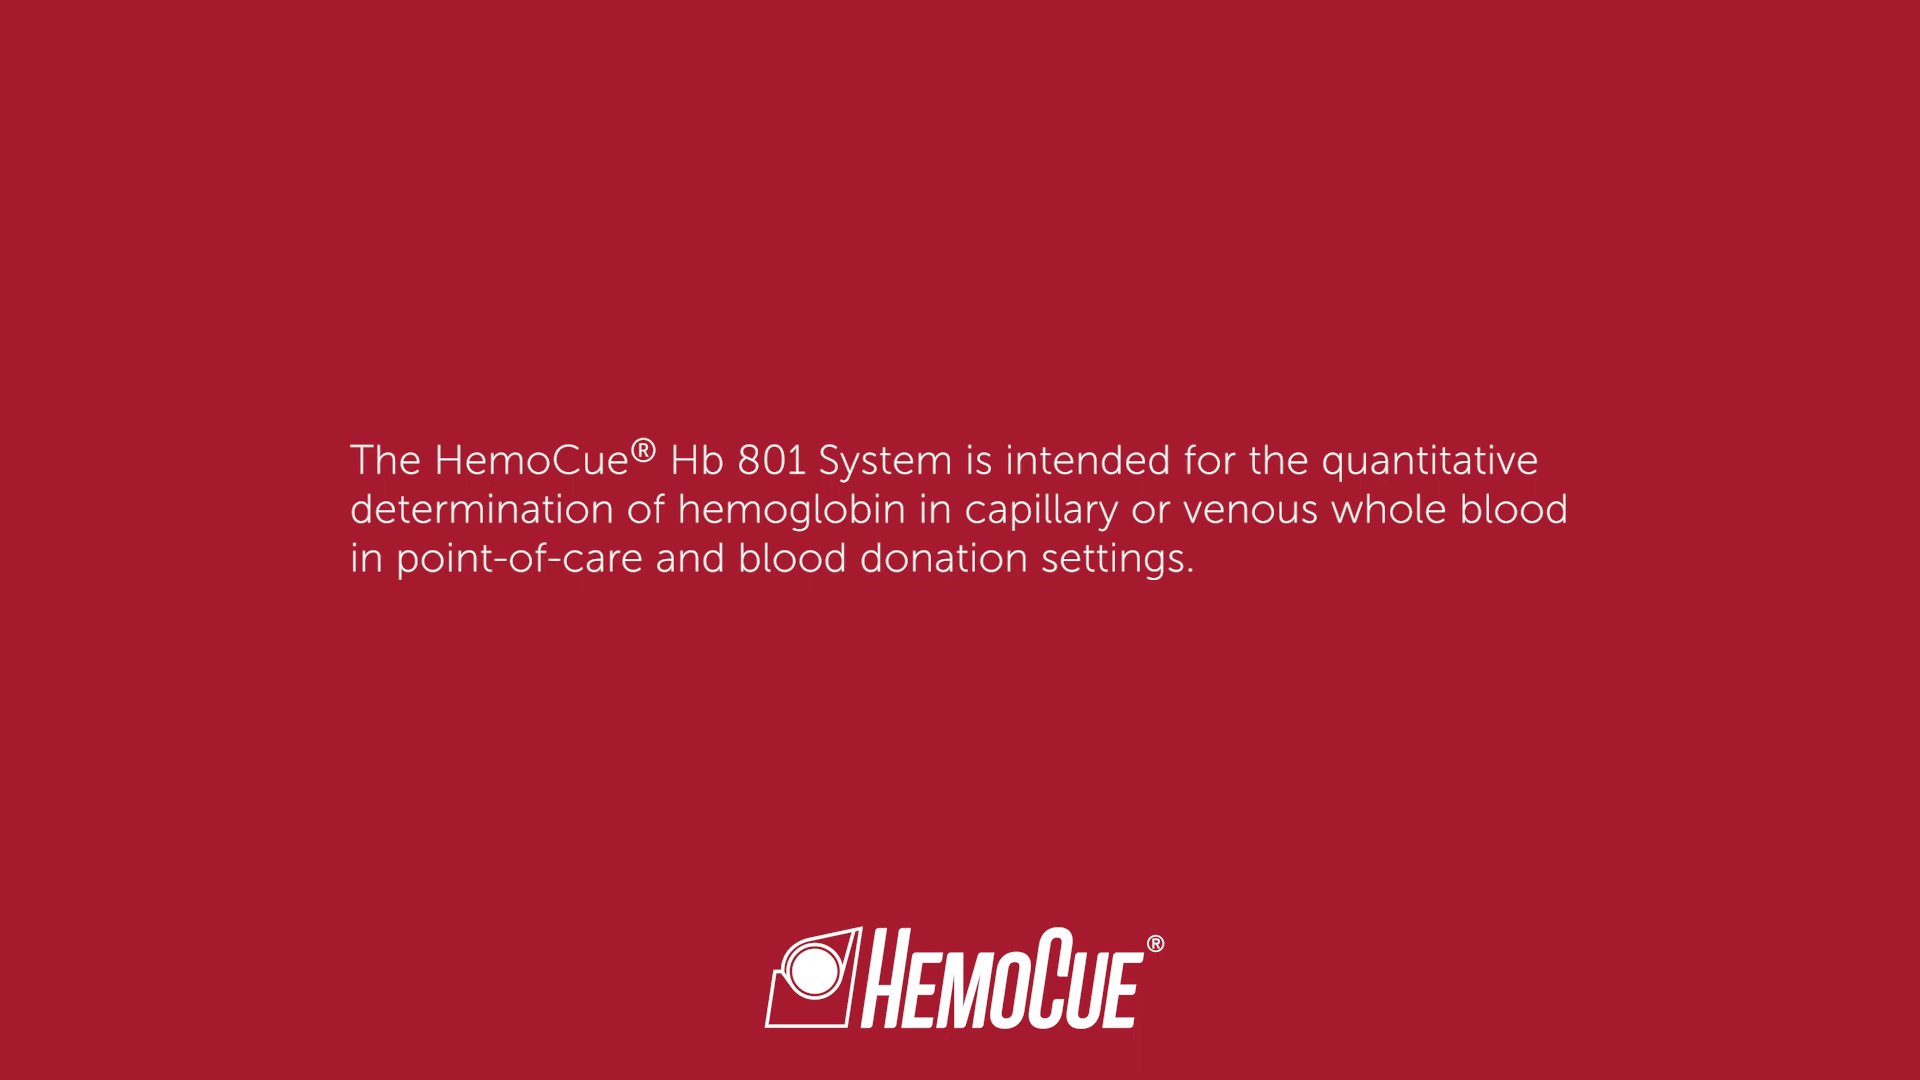 The HemoCue® Hb 801 System is intended for the quantitative
determination of hemoglobin in capillary or venous whole blood
in point-of-care and blood donation settings.
HEMOCUE®